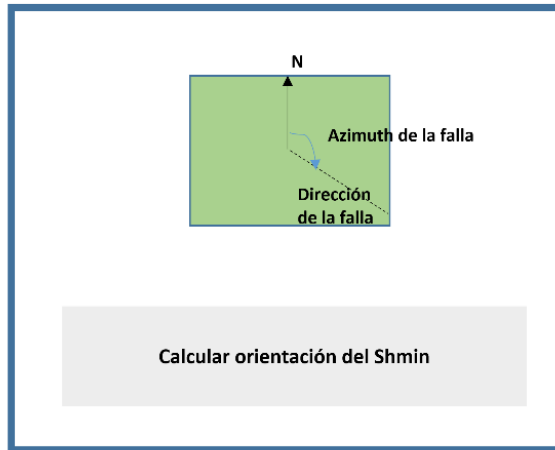 N
Azimuth de la falla
Dirección
de la falla
Calcular orientación del Shmin